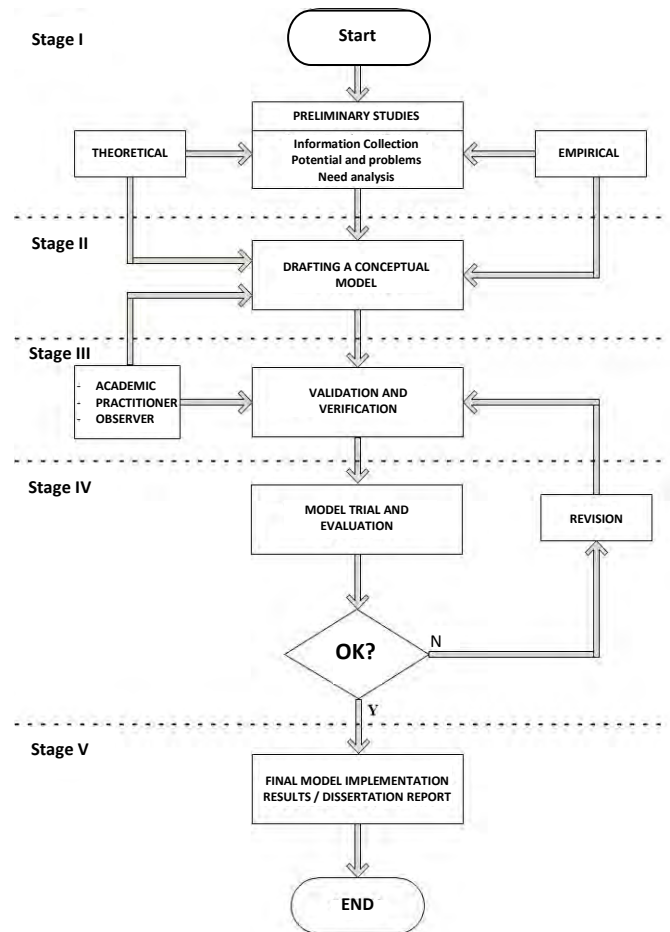 Stage I
Start
PRELIMINARY STUDIES
Information Collection
Potential and problems
Need analysis
THEORETICAL
EMPIRICAL
Stage II
DRAFTING A CONCEPTUAL
MODEL
Stage III
- ACADEMIC
- PRACTITIONER
- OBSERVER
VALIDATION AND
VERIFICATION
Stage IV
MODEL TRIAL AND
EVALUATION
REVISION
OK?
N
Y
Stage V
FINAL MODEL IMPLEMENTATION
RESULTS / DISSERTATION REPORT
END